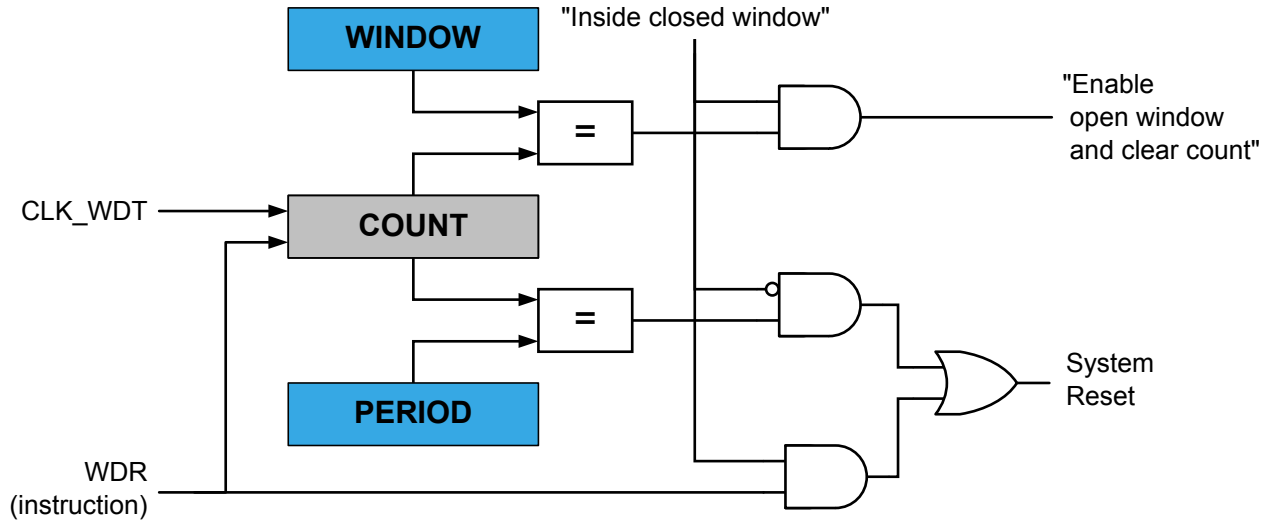 "Inside closed window"
WINDOW
=
"Enable
open window
and clear count"
CLK_WDT
COUNT
=
PERIOD
System
Reset
WDR
(instruction)